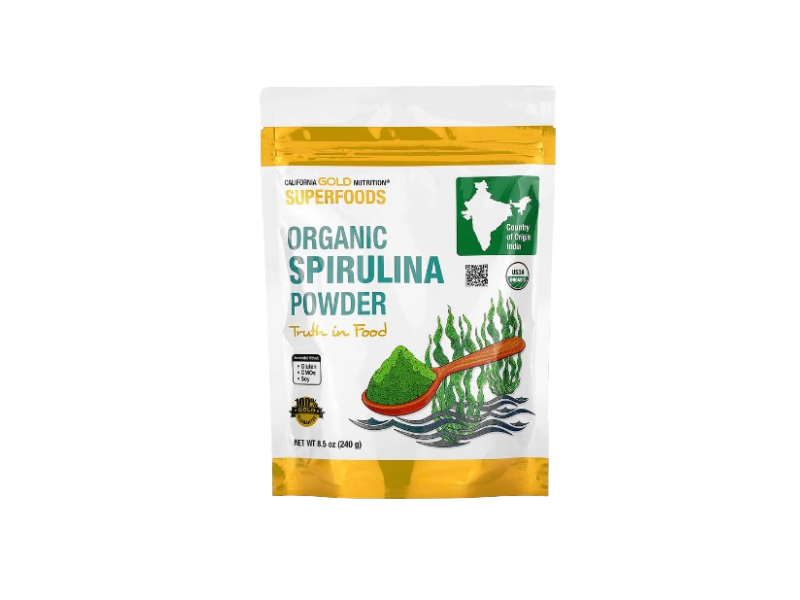 CALIFORNIA GOLD NUTRITION®
SUPERFOODS
Country
of Origin
India
ORGANIC
SPIRULINA
POWDER
Truth in Food
USDA
ORGANIC
• Gluten
• GMOs
• Soy
100%
GOLD
NET WT 8.5 oz (240 g)